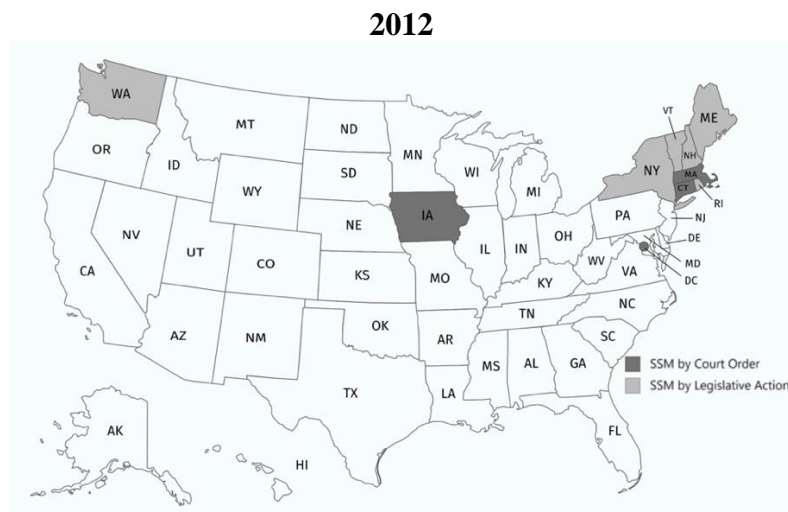 2012
WA
MT
ND
MN
VT
ME
OR
ID
SD
WI
NY
NH
MA
CT
RI
WY
MI
IA
PA
NJ
NV
NE
IL
IN
OH
DE
UT
CO
WV
VA
MD
DC
CA
KS
MO
KY
NC
AZ
NM
OK
AR
TN
SC
MS
AL
GA
SSM by Court Order
SSM by Legislative Action
TX
LA
AK
FL
HI